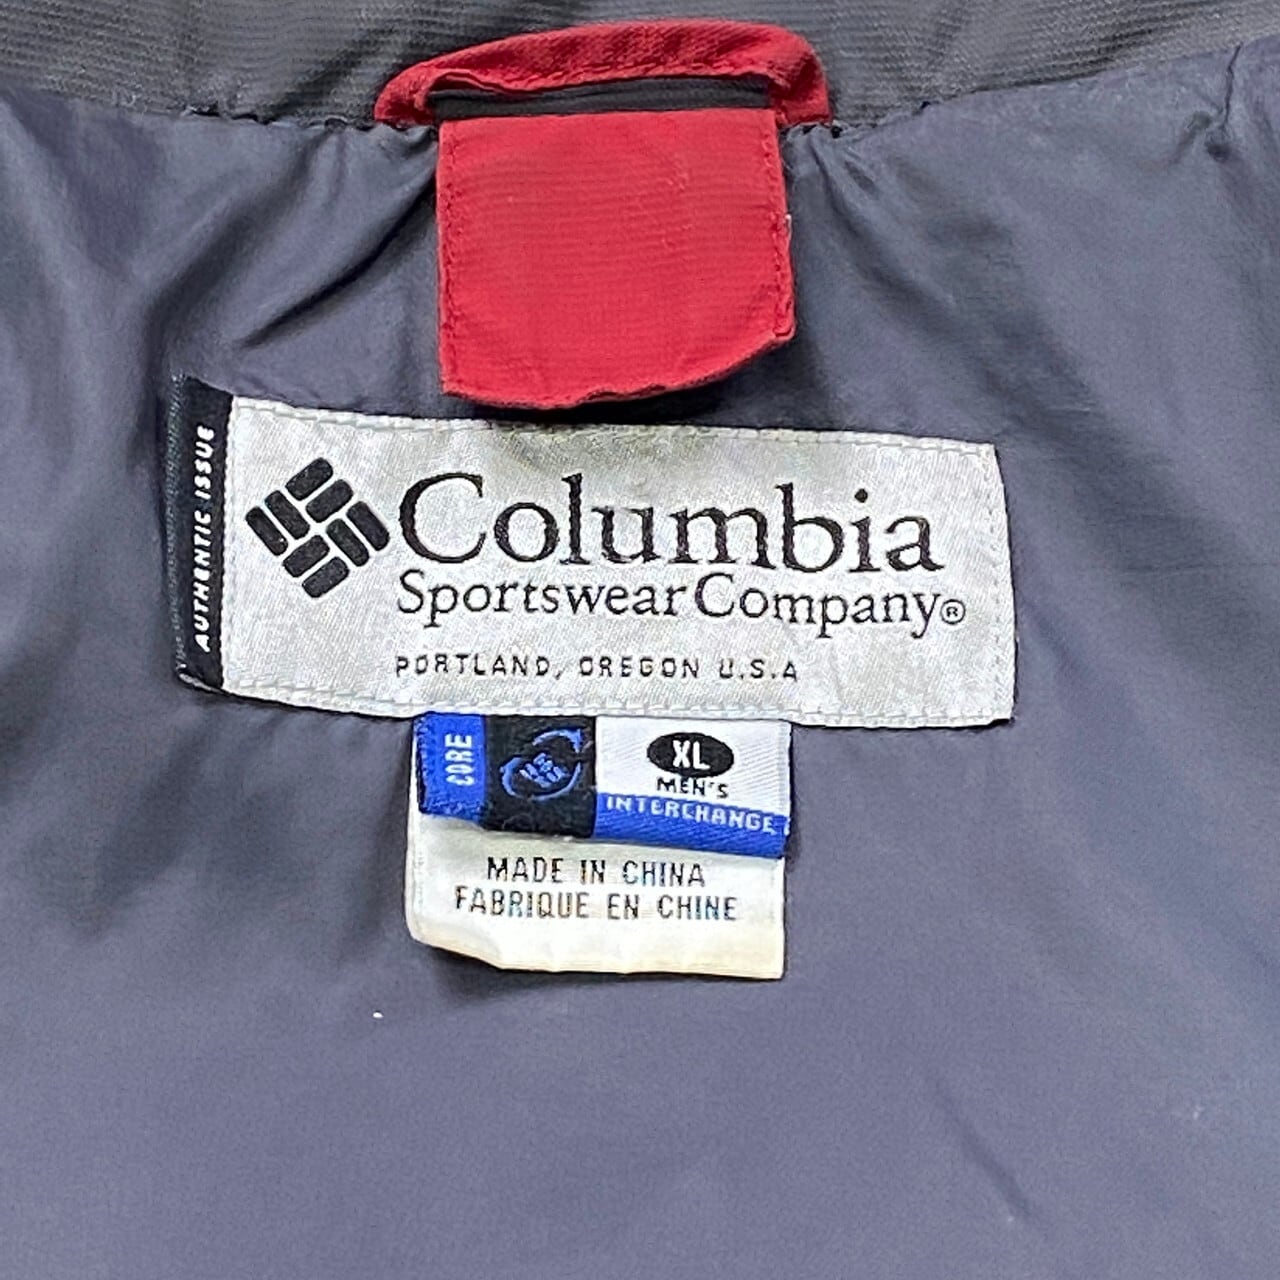 AUTHENTIC ISSUE
Columbia
Sportswear Company®
PORTLAND, OREGON U.S.A
CORE
XL
MEN'S
INTERCHANGE
MADE IN CHINA
FABRIQUE EN CHINE